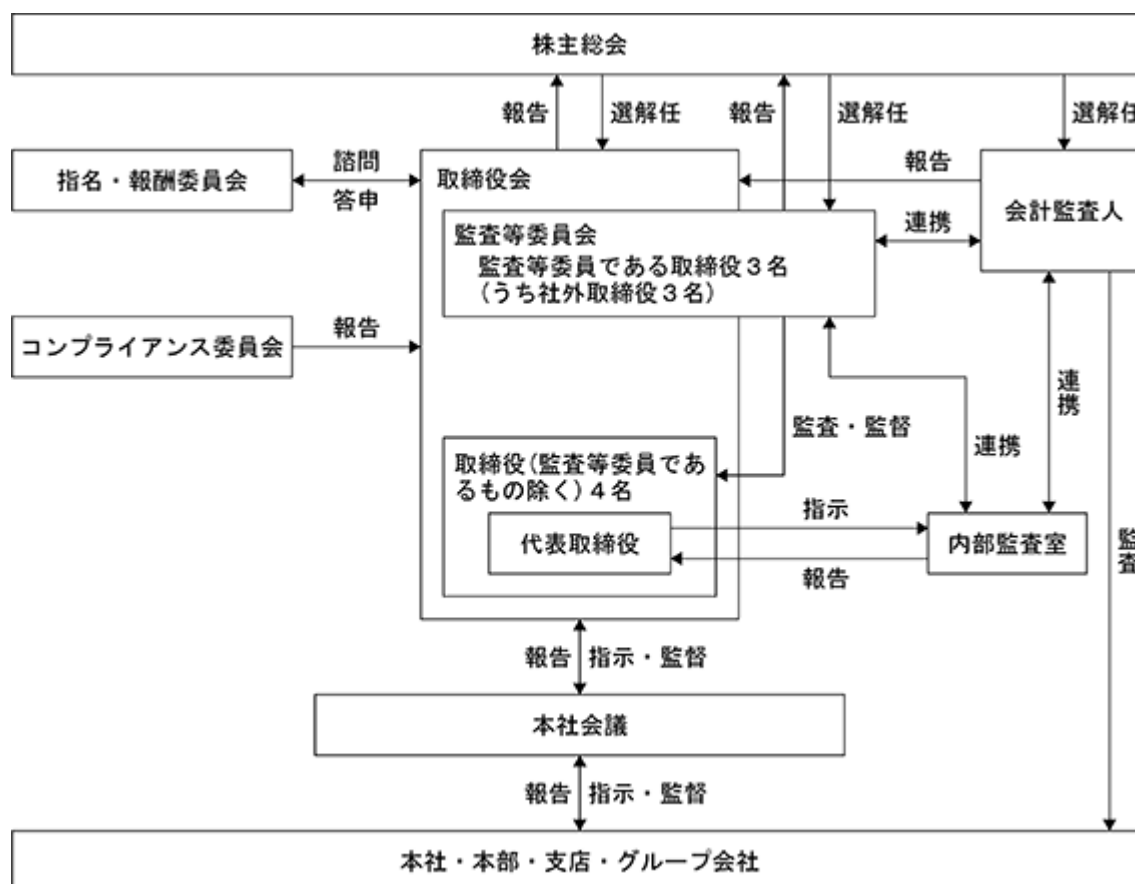 株主総会
報告
選解任
報告
選解任
選解任
指名・報酬委員会
諮問
答申
取締役会
報告
会計監査人
監査等委員会
監査等委員である取締役3名
(うち社外取締役3名)
連携
コンプライアンス委員会
報告
連携
監査・監督
連携
取締役(監査等委員であ
るもの除く)4名
代表取締役
指示
報告
内部監査室
監査
報告
指示・監督
本社会議
報告
指示・監督
本社・本部・支店・グループ会社